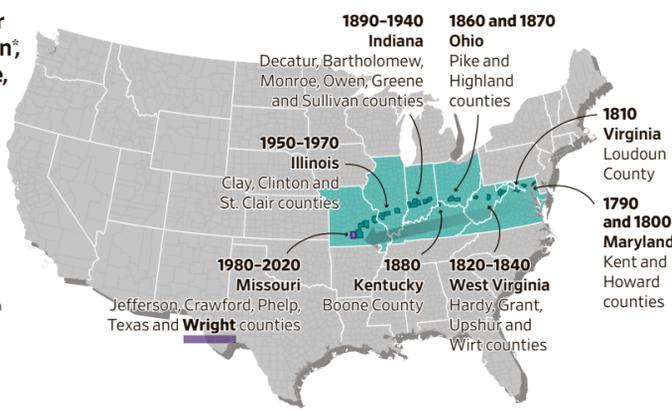 r
n*,
e,
1890–1940
Indiana
Decatur, Bartholomew,
Monroe, Owen, Greene
and Sullivan counties
1860 and 1870
Ohio
Pike and
Highland
counties
1810
Virginia
Loudoun
County
1950–1970
Illinois
Clay, Clinton and
St. Clair counties
1790
and 1800
Maryland
Kent and
Howard
counties
1980–2020
Missouri
Jefferson, Crawford, Phelp,
Texas and Wright counties
1880
Kentucky
Boone County
1820–1840
West Virginia
Hardy, Grant,
Upshur and
Wirt counties